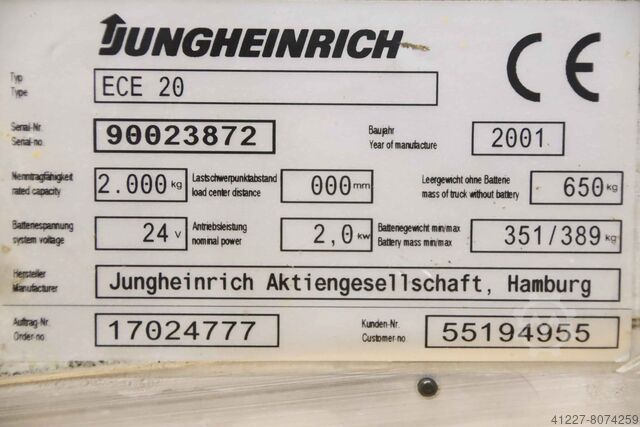 JUNGHEINRICH
CE
Typ
Type
ECE 20
Serial-Nr.
Serial-no.
90023872
Baujahr
Year of manufacture
2001
Nenntragfähigkeit
rated capacity
2.000 kg
Lastschwerpunktabstand
load center distance
000 mm
Leergewicht ohne Batterie
mass of truck without battery
650 kg
Batteriespannung
system voltage
24 v
Antriebsleistung
nominal power
2,0 kw
Batteriegewicht min/max
Battery mass min/max
351/389 kg
Hersteller
Manufacturer
Jungheinrich Aktiengesellschaft, Hamburg
Auftrag-Nr.
Order-no
17024777
Kunden-Nr.
Customer-no
55194955
41227-8074259